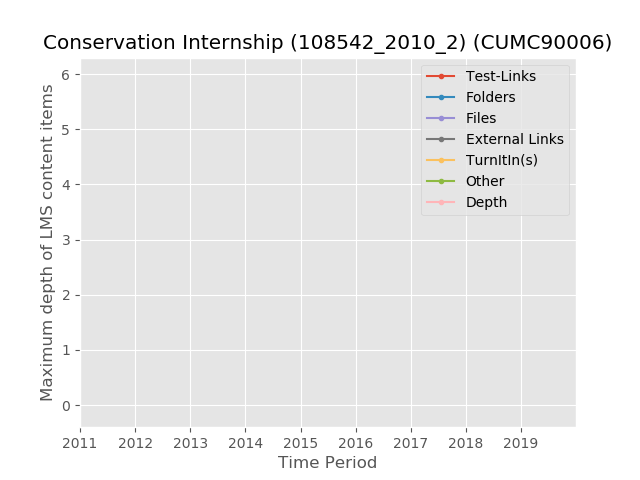 Conservation Internship (108542_2010_2) (CUMC90006)
Maximum depth of LMS content items
6
5
4
3
2
1
0
Test-Links
Folders
Files
External Links
TurnItIn(s)
Other
Depth
2011 2012 2013 2014 2015 2016 2017 2018 2019
Time Period